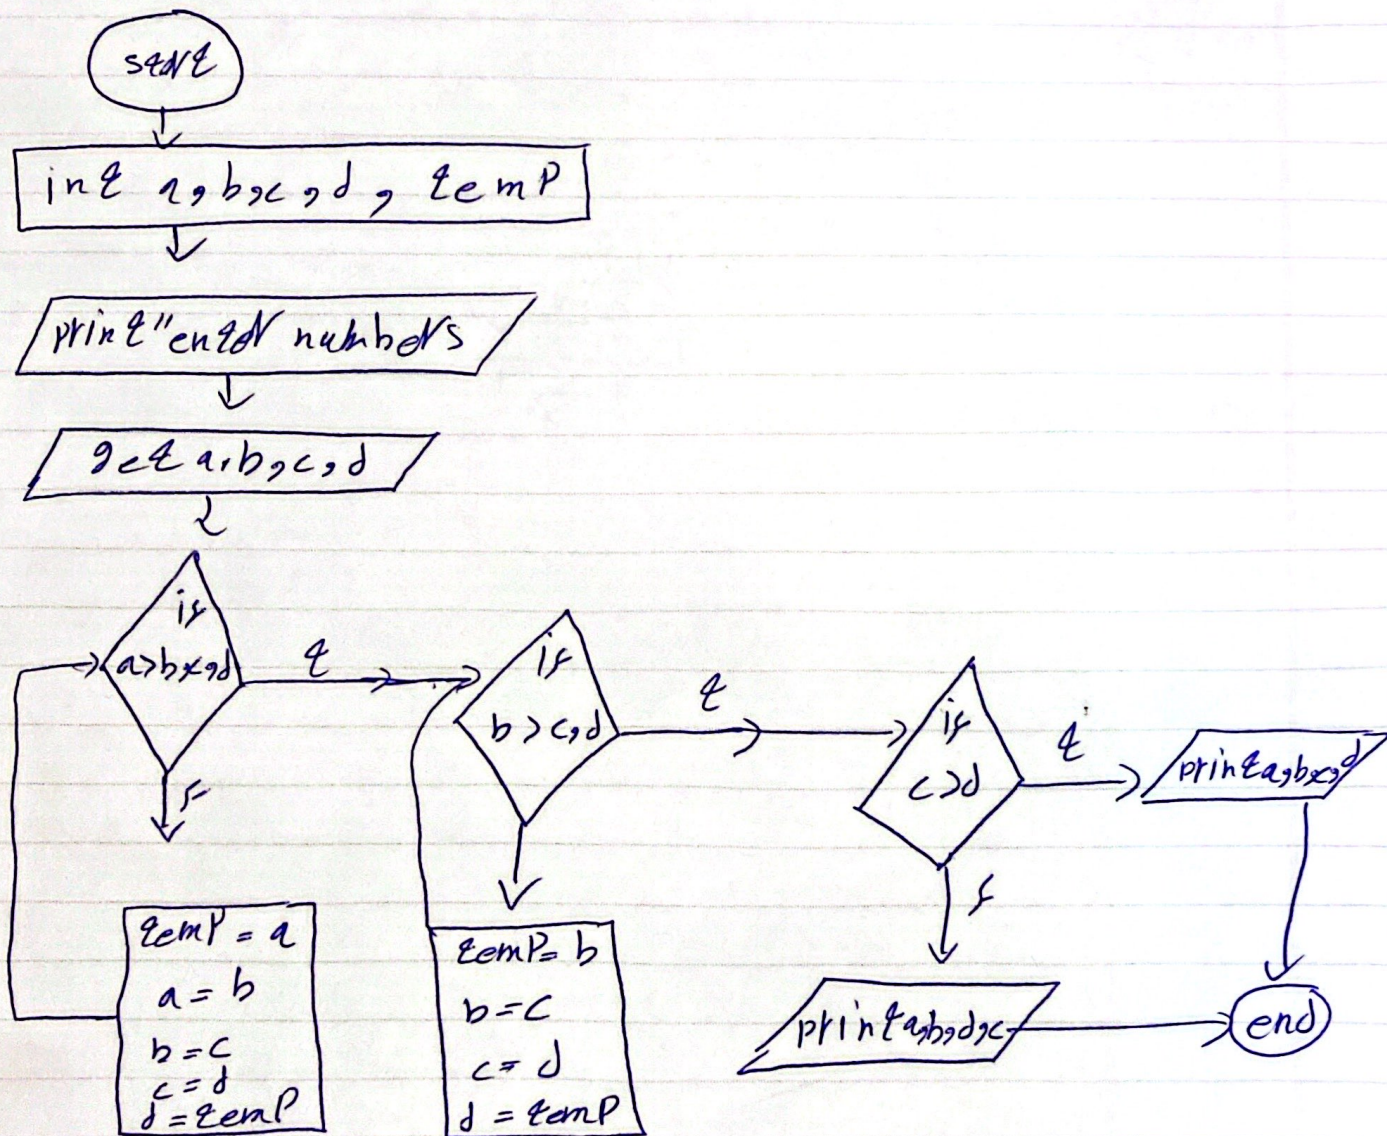 start
int a, b, c, d, temp
print "enter numbers
get a, b, c, d
if
a>b,c,d
t
f
temp = a
a = b
b = c
c = d
d = temp
if
b > c, d
t
temp = b
b = c
c = d
d = temp
if
c > d
t
f
print a, b, c, d
print a, b, d, c
end